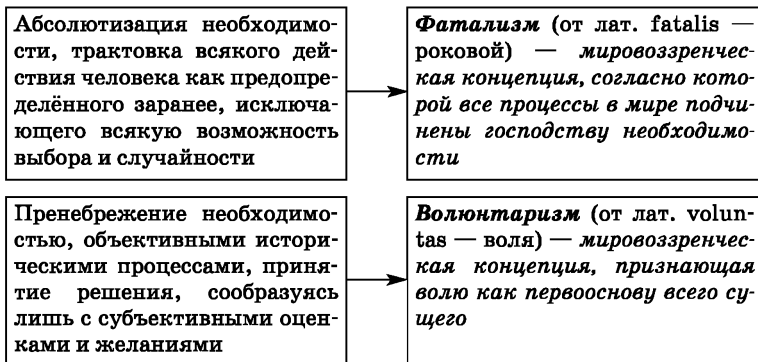 Абсолютизация необходимо-
сти, трактовка всякого дей-
ствия человека как предопре-
делённого заранее, исключа-
ющего всякую возможность
выбора и случайности
Фатализм (от лат. fatalis —
роковой) — мировоззренчес-
кая концепция, согласно кото-
рой все процессы в мире подчи-
нены господству необходимо-
сти
Пренебрежение необходимо-
стью, объективными истори-
ческими процессами, приня-
тие решения, сообразуясь
лишь с субъективными оцен-
ками и желаниями
Волюнтаризм (от лат. volun-
tas — воля) — мировоззренчес-
кая концепция, признающая
волю как первооснову всего су-
щего